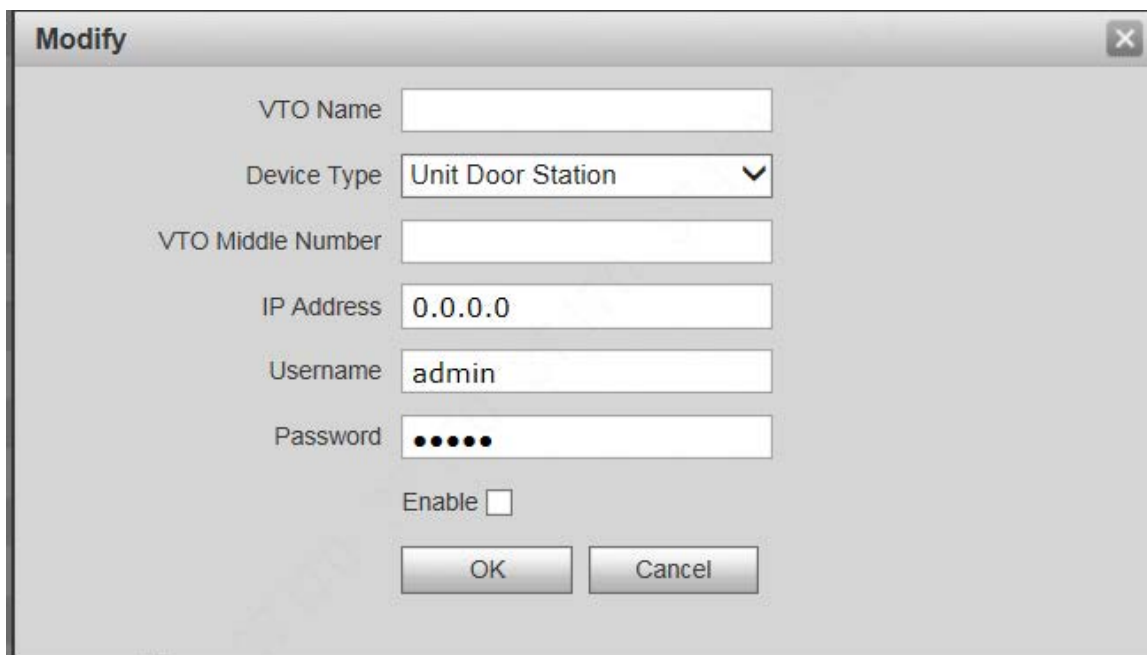 Modify
VTO Name
Device Type Unit Door Station
VTO Middle Number
IP Address 0.0.0.0
Username admin
Password •••••
Enable
OK Cancel